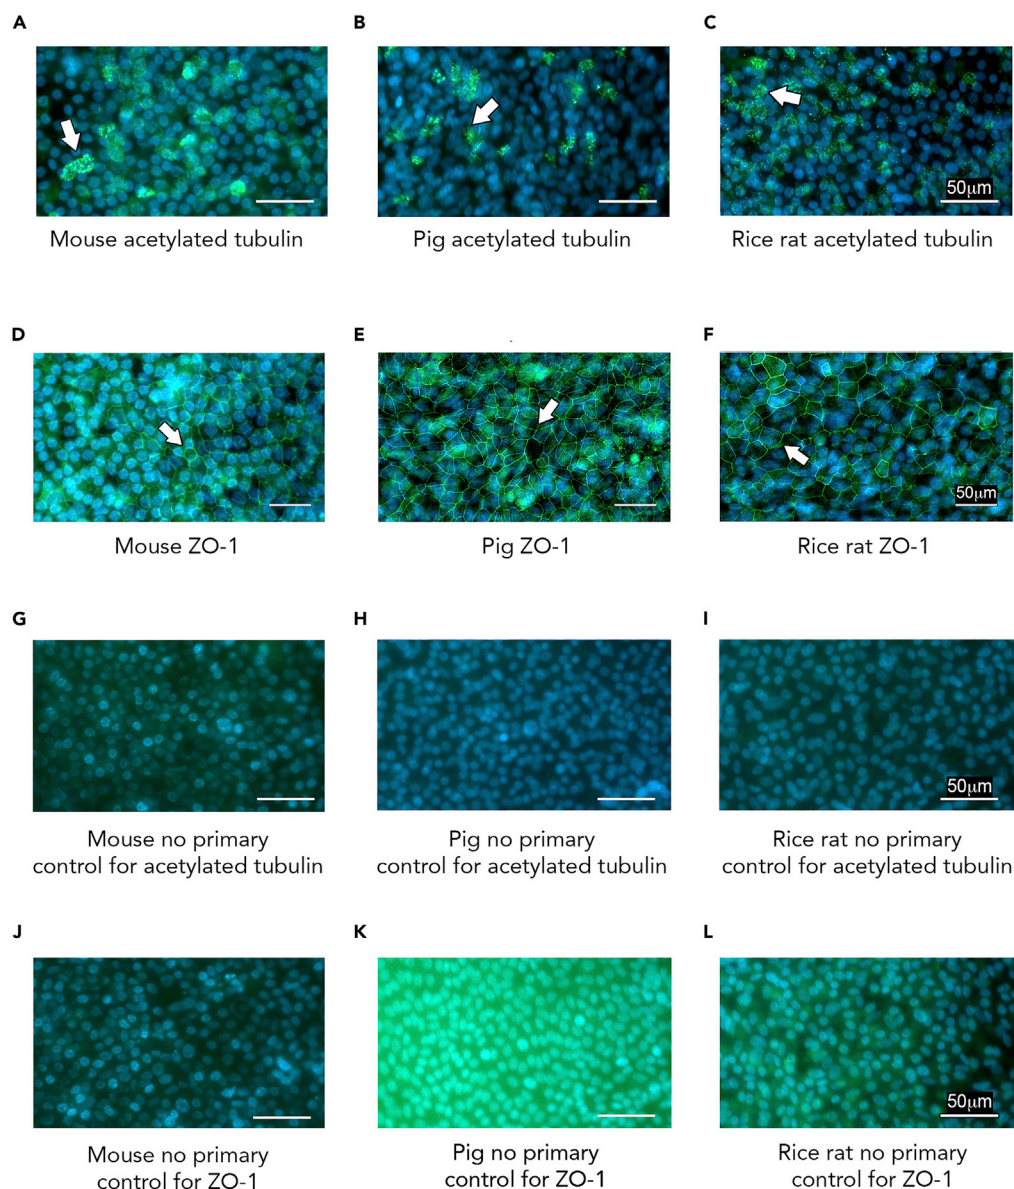 A
B
C
50μm
Mouse acetylated tubulin
Pig acetylated tubulin
Rice rat acetylated tubulin
D
E
F
50μm
Mouse ZO-1
Pig ZO-1
Rice rat ZO-1
G
H
I
50μm
Mouse no primary
control for acetylated tubulin
Pig no primary
control for acetylated tubulin
Rice rat no primary
control for acetylated tubulin
J
K
L
50μm
Mouse no primary
control for ZO-1
Pig no primary
control for ZO-1
Rice rat no primary
control for ZO-1